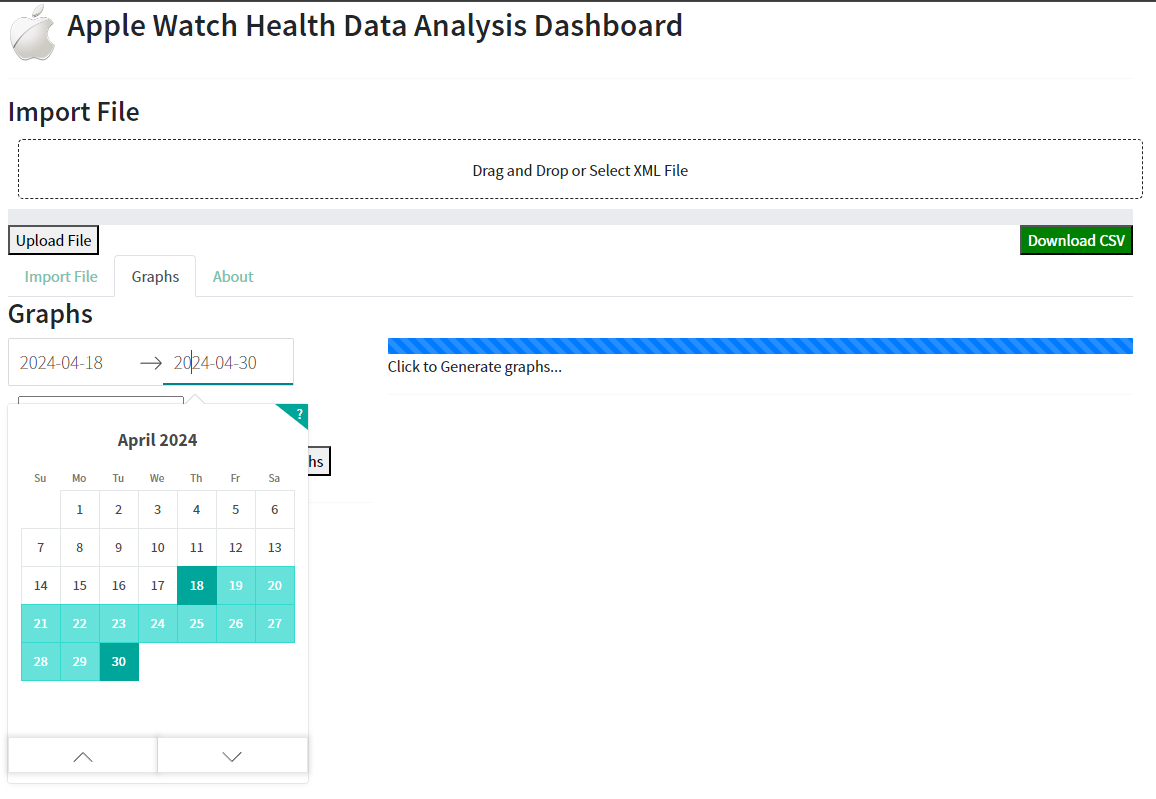 Apple Watch Health Data Analysis Dashboard
Import File
Drag and Drop or Select XML File
Upload File Download CSV
Import File Graphs About
Graphs
2024-04-18 → 2024-04-30
Click to Generate graphs...
?
April 2024
hs
Su Mo Tu We Th Fr Sa
1 2 3 4 5 6
7 8 9 10 11 12 13
14 15 16 17 18 19 20
21 22 23 24 25 26 27
28 29 30